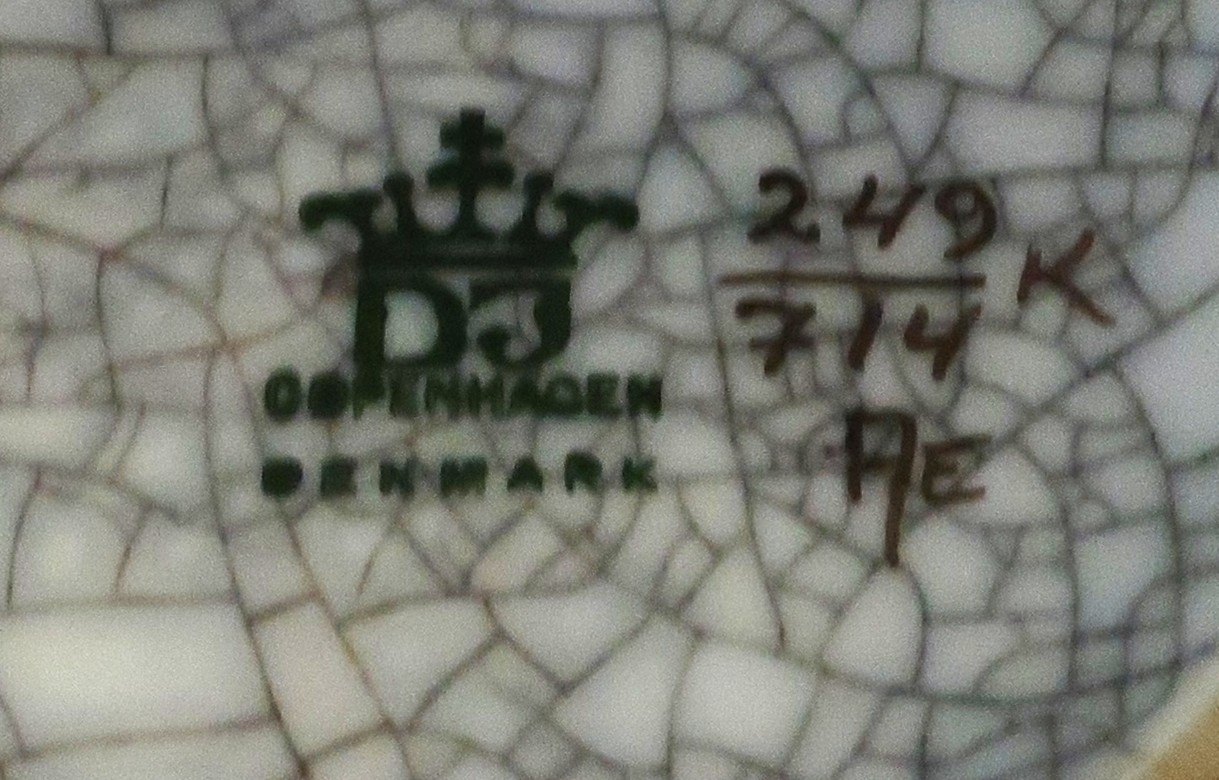 DJ
COPENHAGEN
DENMARK
249
714
K
AE